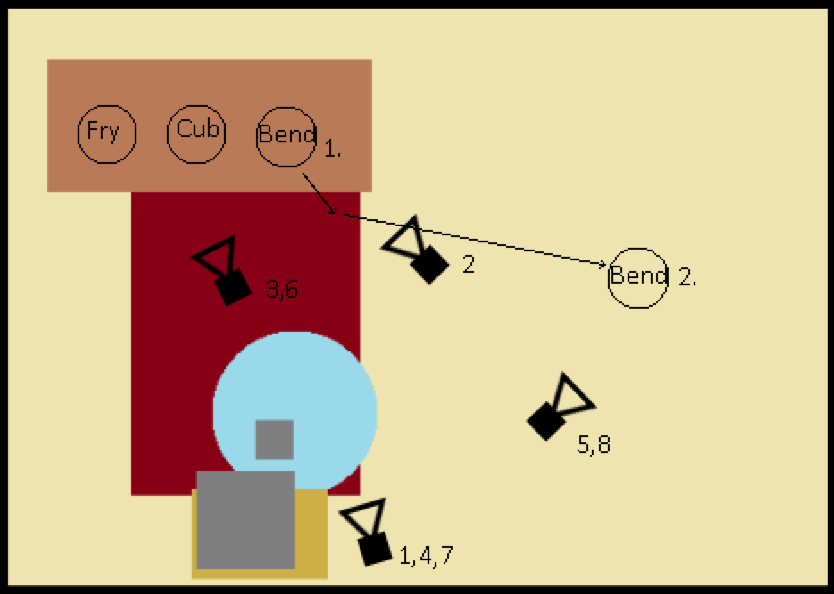 Fry
Cub
Bend
1.
2
Bend 2.
3,6
5,8
1,4,7